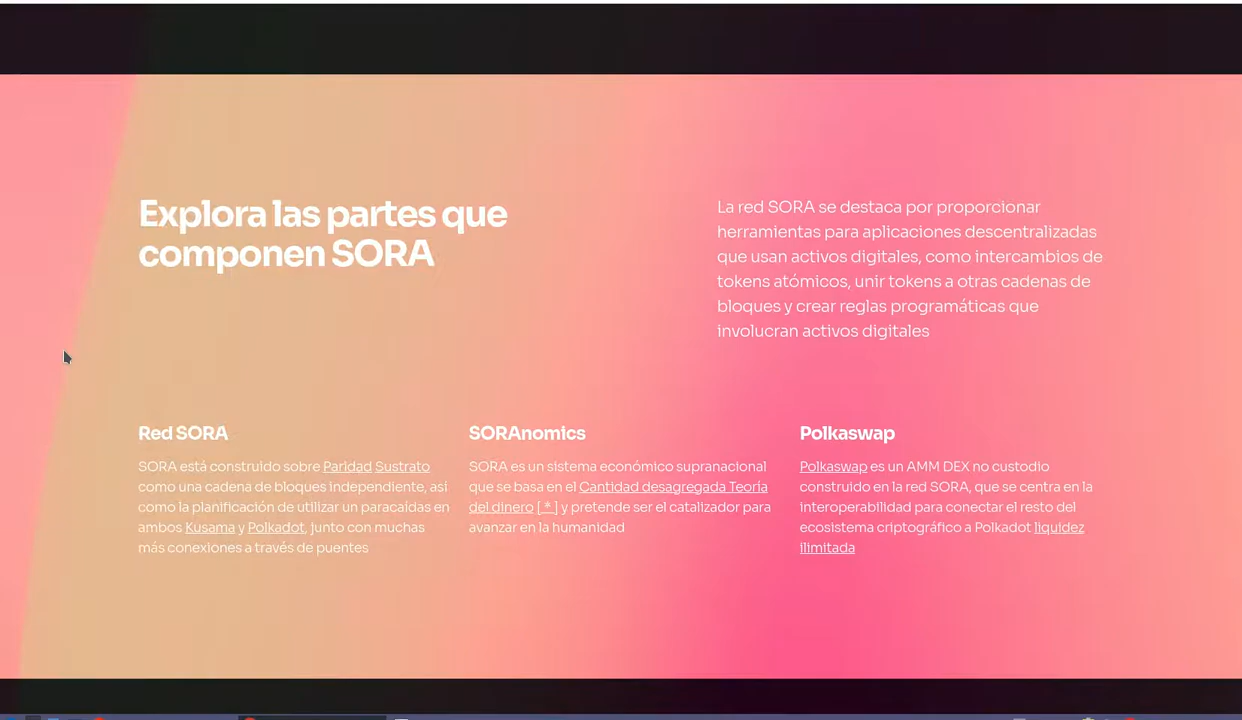 Explora las partes que
componen SORA
La red SORA se destaca por proporcionar
herramientas para aplicaciones descentralizadas
que usan activos digitales, como intercambios de
tokens atómicos, unir tokens a otras cadenas de
bloques y crear reglas programáticas que
involucran activos digitales
Red SORA
SORA está construido sobre Paridad Sustrato
como una cadena de bloques independiente, así
como la planificación de utilizar un paracaídas en
ambos Kusama y Polkadot, junto con muchas
más conexiones a través de puentes
SORAnomics
SORA es un sistema económico supranacional
que se basa en el Cantidad desagregada Teoría
del dinero [ * ] y pretende ser el catalizador para
avanzar en la humanidad
Polkaswap
Polkaswap es un AMM DEX no custodio
construido en la red SORA, que se centra en la
interoperabilidad para conectar el resto del
ecosistema criptográfico a Polkadot liquidez
ilimitada